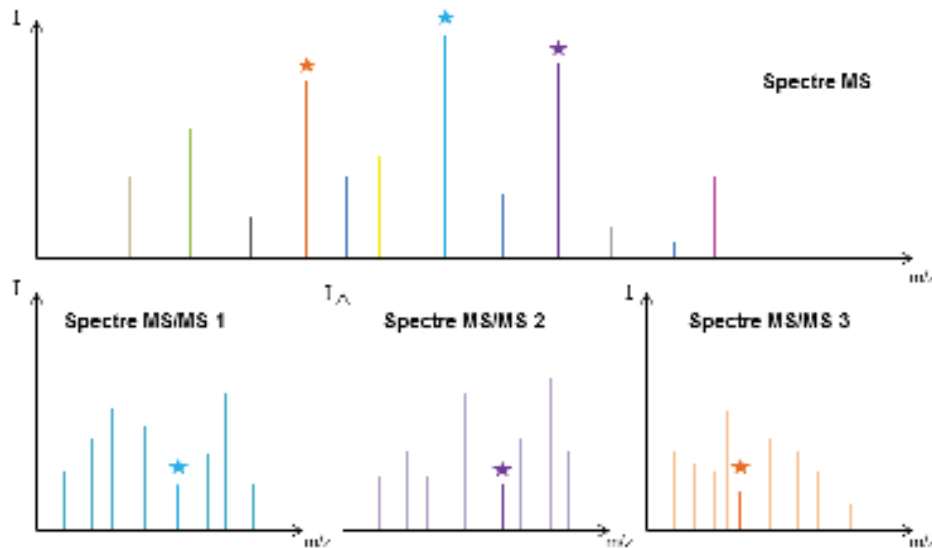 I
Spectre MS
m/z
I
Spectre MS/MS 1
m/z
I
Spectre MS/MS 2
m/z
I
Spectre MS/MS 3
m/z